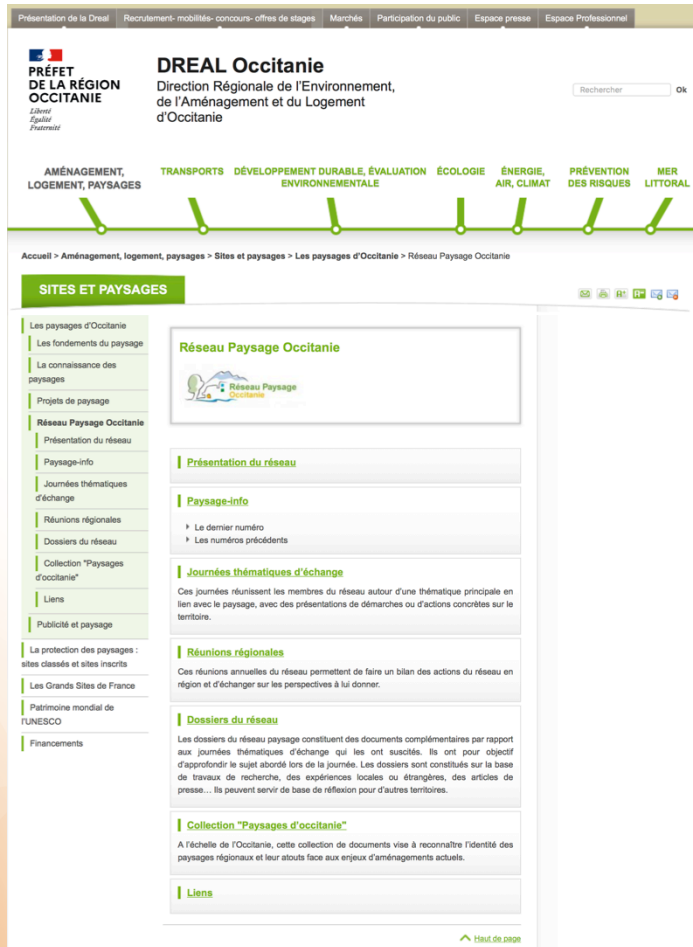 Présentation de la Dreal Recrutement- mobilités- concours- offres de stages Marchés Participation du public Espace presse Espace Professionnel
PRÉFET
DE LA RÉGION
OCCITANIE
Liberté
Égalité
Fraternité
DREAL Occitanie
Direction Régionale de l'Environnement,
de l'Aménagement et du Logement
d'Occitanie
Rechercher Ok
AMÉNAGEMENT,
LOGEMENT, PAYSAGES
TRANSPORTS
DÉVELOPPEMENT DURABLE, ÉVALUATION
ENVIRONNEMENTALE
ÉCOLOGIE
ÉNERGIE,
AIR, CLIMAT
PRÉVENTION
DES RISQUES
MER
LITTORAL
Accueil > Aménagement, logement, paysages > Sites et paysages > Les paysages d'Occitanie > Réseau Paysage Occitanie
SITES ET PAYSAGES
Les paysages d'Occitanie
Les fondements du paysage
La connaissance des
paysages
Projets de paysage
Réseau Paysage Occitanie
Présentation du réseau
Paysage-info
Journées thématiques
d'échange
Réunions régionales
Dossiers du réseau
Collection "Paysages
d'occitanie"
Liens
Publicité et paysage
La protection des paysages :
sites classés et sites inscrits
Les Grands Sites de France
Patrimoine mondial de
l'UNESCO
Financements
Réseau Paysage Occitanie
Réseau Paysage
Occitanie
Présentation du réseau
Paysage-info
Le dernier numéro
Les numéros précédents
Journées thématiques d'échange
Ces journées réunissent les membres du réseau autour d'une thématique principale en
lien avec le paysage, avec des présentations de démarches ou d'actions concrètes sur le
territoire.
Réunions régionales
Ces réunions annuelles du réseau permettent de faire un bilan des actions du réseau en
région et d'échanger sur les perspectives à lui donner.
Dossiers du réseau
Les dossiers du réseau paysage constituent des documents complémentaires par rapport
aux journées thématiques d'échange qui les ont suscités. Ils ont pour objectif
d'approfondir le sujet abordé lors de la journée. Les dossiers sont constitués sur la base
de travaux de recherche, des expériences locales ou étrangères, des articles de
presse… Ils peuvent servir de base de réflexion pour d'autres territoires.
Collection "Paysages d'occitanie"
A l'échelle de l'Occitanie, cette collection de documents vise à reconnaître l'identité des
paysages régionaux et leur atouts face aux enjeux d'aménagements actuels.
Liens
Haut de page